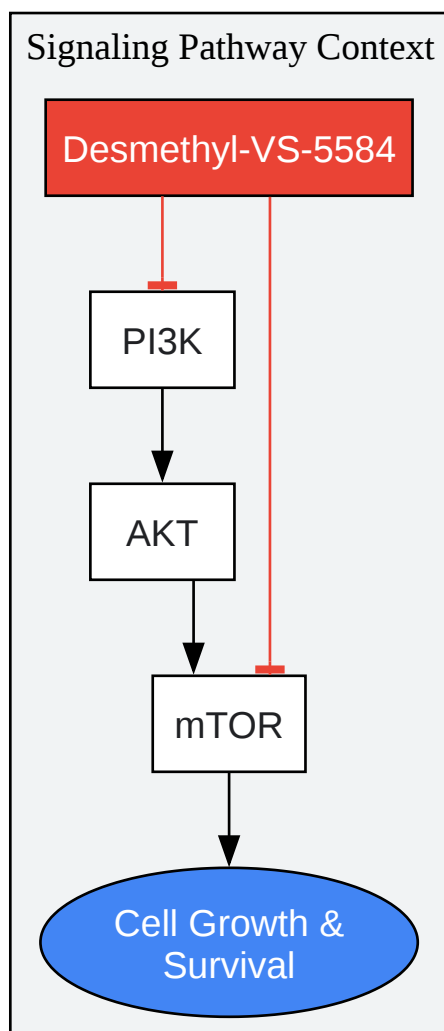 Signaling Pathway Context
Desmethyl-VS-5584
PI3K
AKT
mTOR
Cell Growth &
Survival